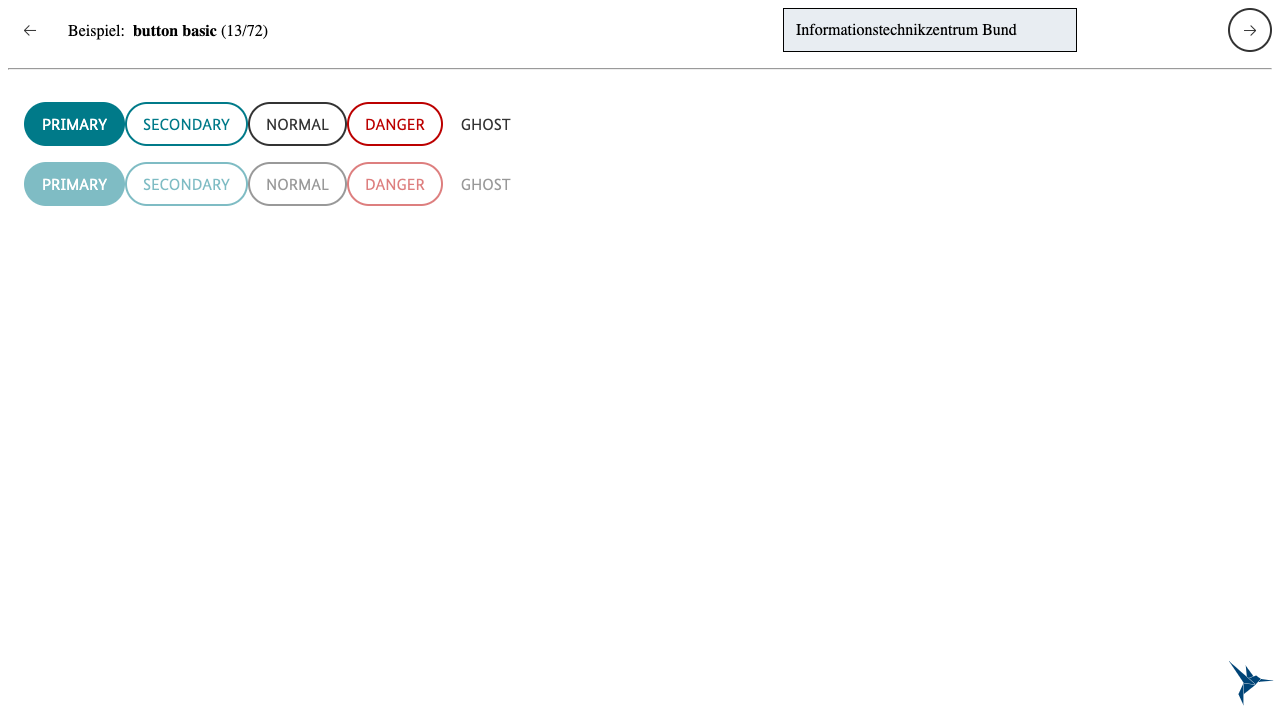 Beispiel: button basic (13/72)
Informationstechnikzentrum Bund
PRIMARY SECONDARY NORMAL DANGER GHOST
PRIMARY SECONDARY NORMAL DANGER GHOST